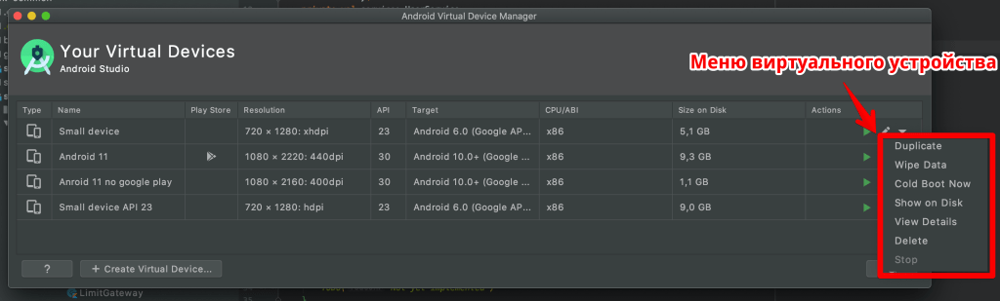 Android Virtual Device Manager
Your Virtual Devices
Android Studio
Меню виртуального устройства
Type Name Play Store Resolution API Target CPU/ABI Size on Disk Actions
Small device 720 × 1280: xhdpi 23 Android 6.0 (Google AP... x86 5,1 GB
Android 11 1080 × 2220: 440dpi 30 Android 10.0+ (Google ... x86 9,3 GB
Anroid 11 no google play 1080 × 2160: 400dpi 30 Android 10.0+ (Google ... x86 1,1 GB
Small device API 23 720 × 1280: hdpi 23 Android 6.0 (Google AP... x86 9,0 GB
Duplicate
Wipe Data
Cold Boot Now
Show on Disk
View Details
Delete
Stop
? + Create Virtual Device...
LimitGateway